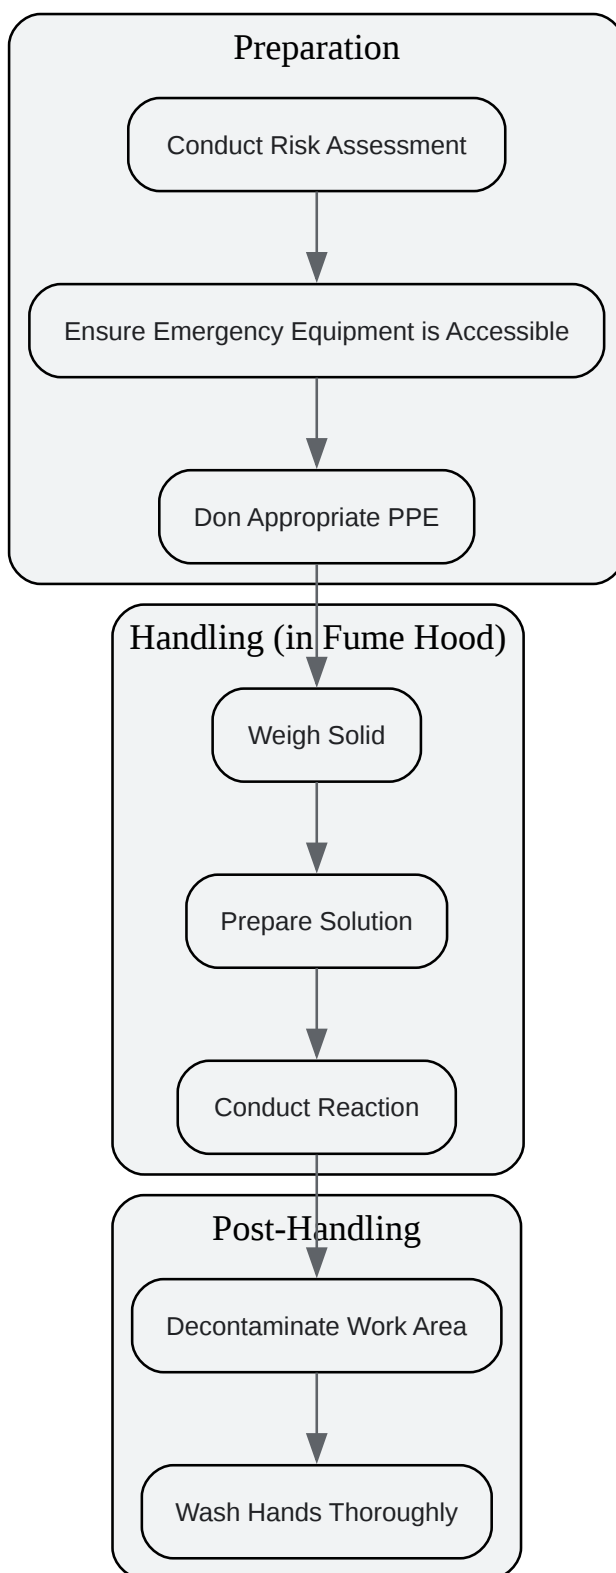 Preparation
Conduct Risk Assessment
Ensure Emergency Equipment is Accessible
Don Appropriate PPE
Handling (in Fume Hood)
Weigh Solid
Prepare Solution
Conduct Reaction
Post-Handling
Decontaminate Work Area
Wash Hands Thoroughly